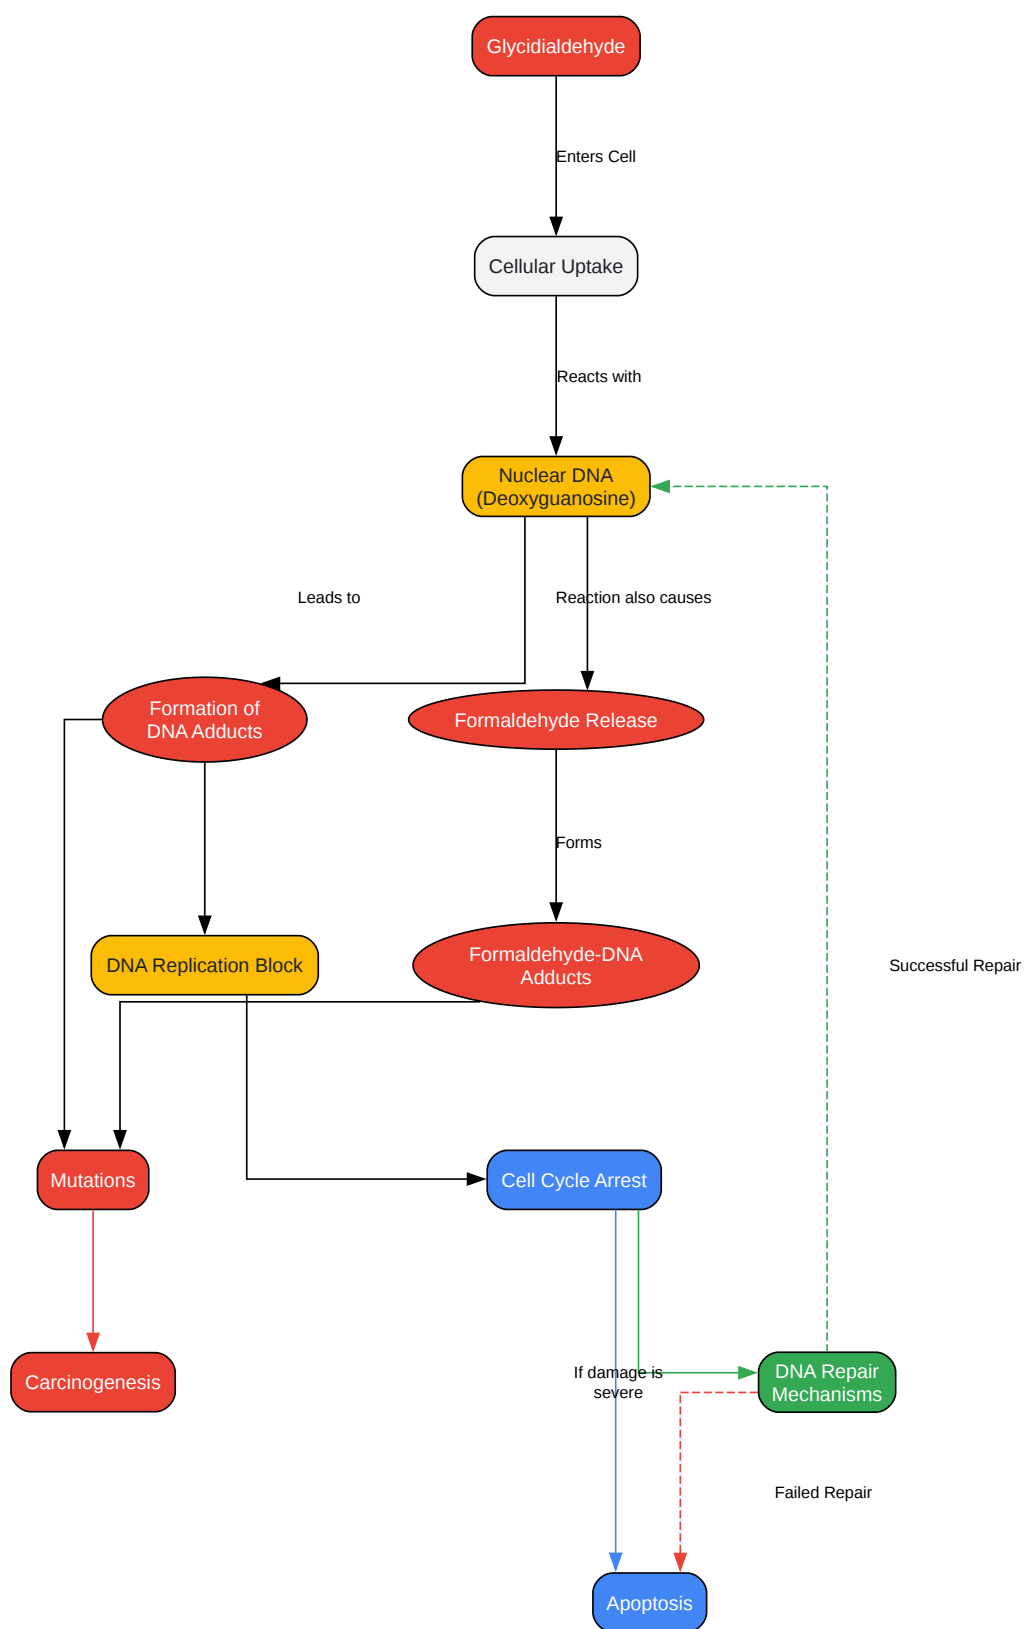 Glycidialdehyde
Enters Cell
Cellular Uptake
Reacts with
Nuclear DNA
(Deoxyguanosine)
Leads to
Reaction also causes
Formation of
DNA Adducts
Formaldehyde Release
Forms
DNA Replication Block
Formaldehyde-DNA
Adducts
Successful Repair
Mutations
Cell Cycle Arrest
Carcinogenesis
If damage is
severe
DNA Repair
Mechanisms
Failed Repair
Apoptosis